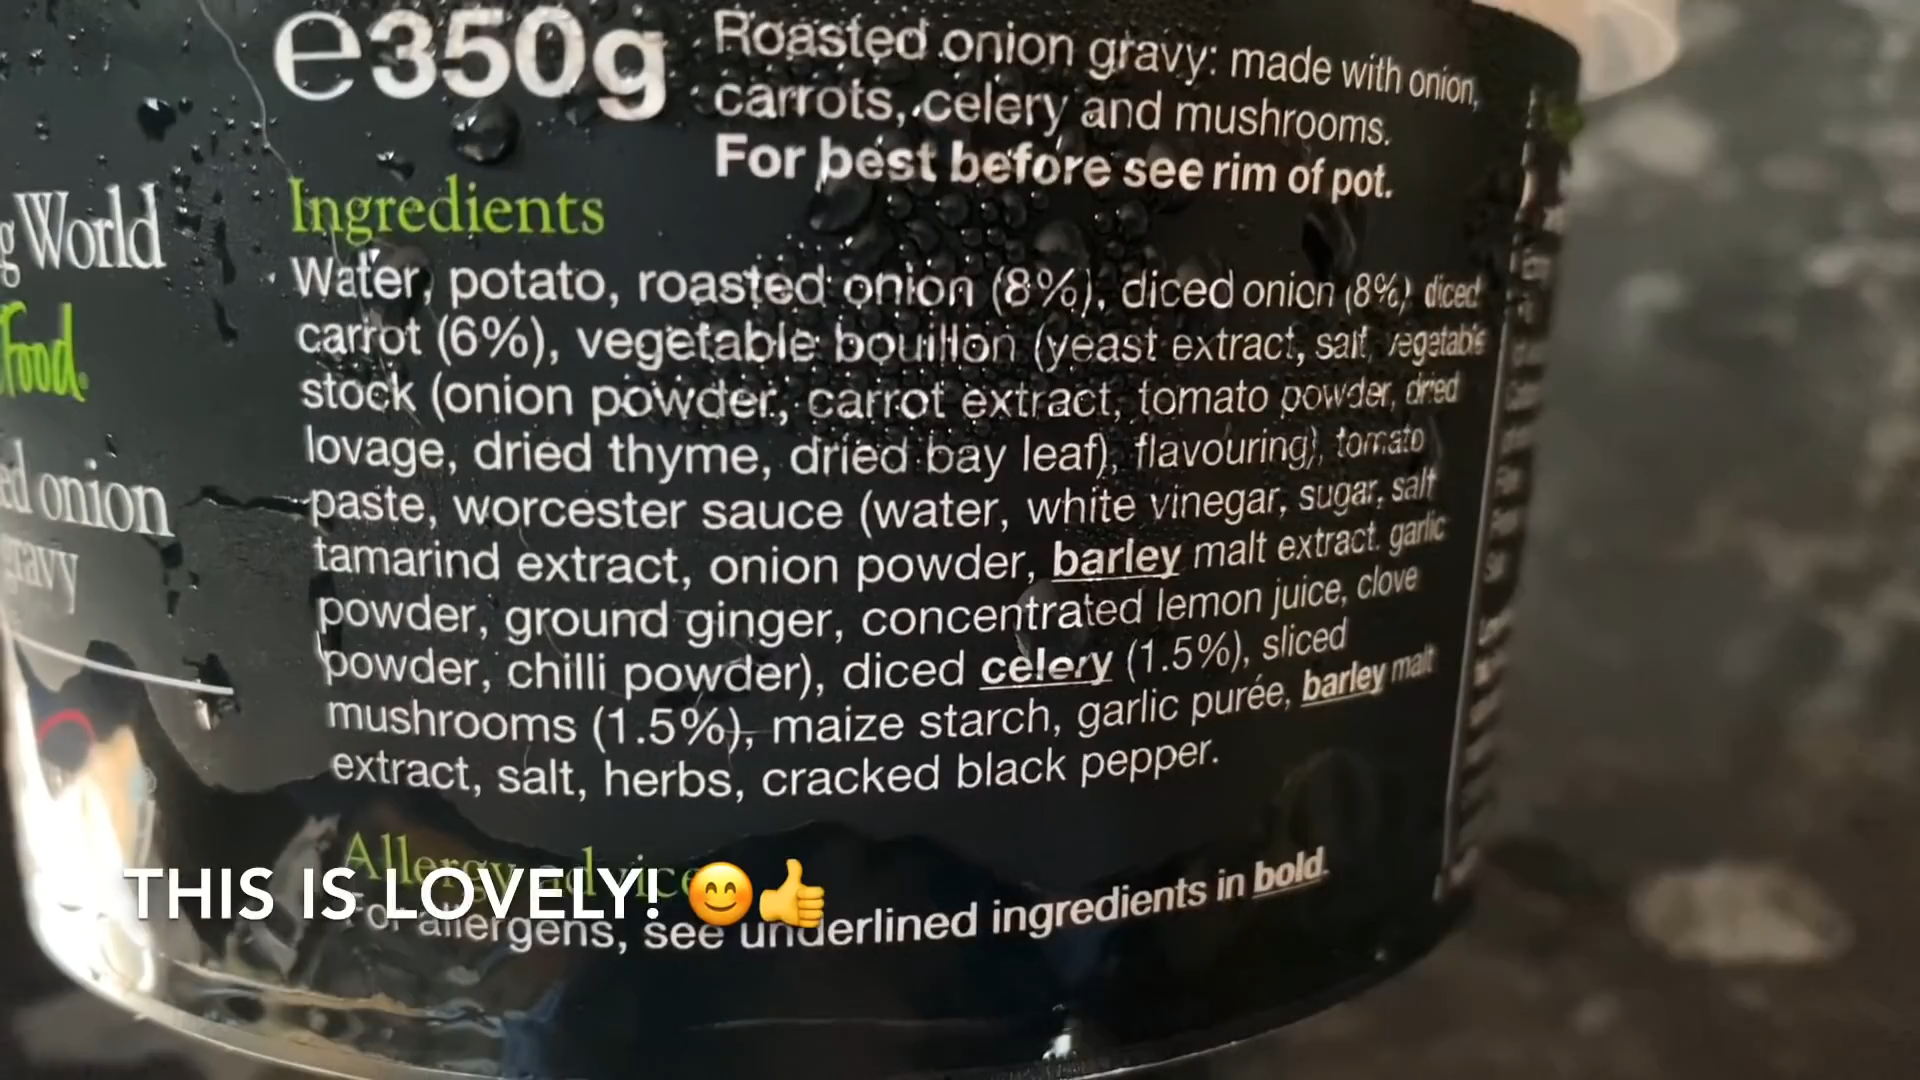 e350g
Roasted onion gravy: made with onion,
carrots, celery and mushrooms.
For best before see rim of pot.
g World
Food.
ed onion
gravy
Ingredients
Water, potato, roasted onion (8%), diced onion (8%), diced
carrot (6%), vegetable bouillon (yeast extract, salt, vegetable
stock (onion powder, carrot extract, tomato powder, dried
lovage, dried thyme, dried bay leaf), flavouring), tomato
paste, worcester sauce (water, white vinegar, sugar, salt
tamarind extract, onion powder, barley malt extract, garlic
powder, ground ginger, concentrated lemon juice, clove
powder, chilli powder), diced celery (1.5%), sliced
mushrooms (1.5%), maize starch, garlic purée, barley malt
extract, salt, herbs, cracked black pepper.
Allergy advice
For allergens, see underlined ingredients in bold.
THIS IS LOVELY! 😊👍